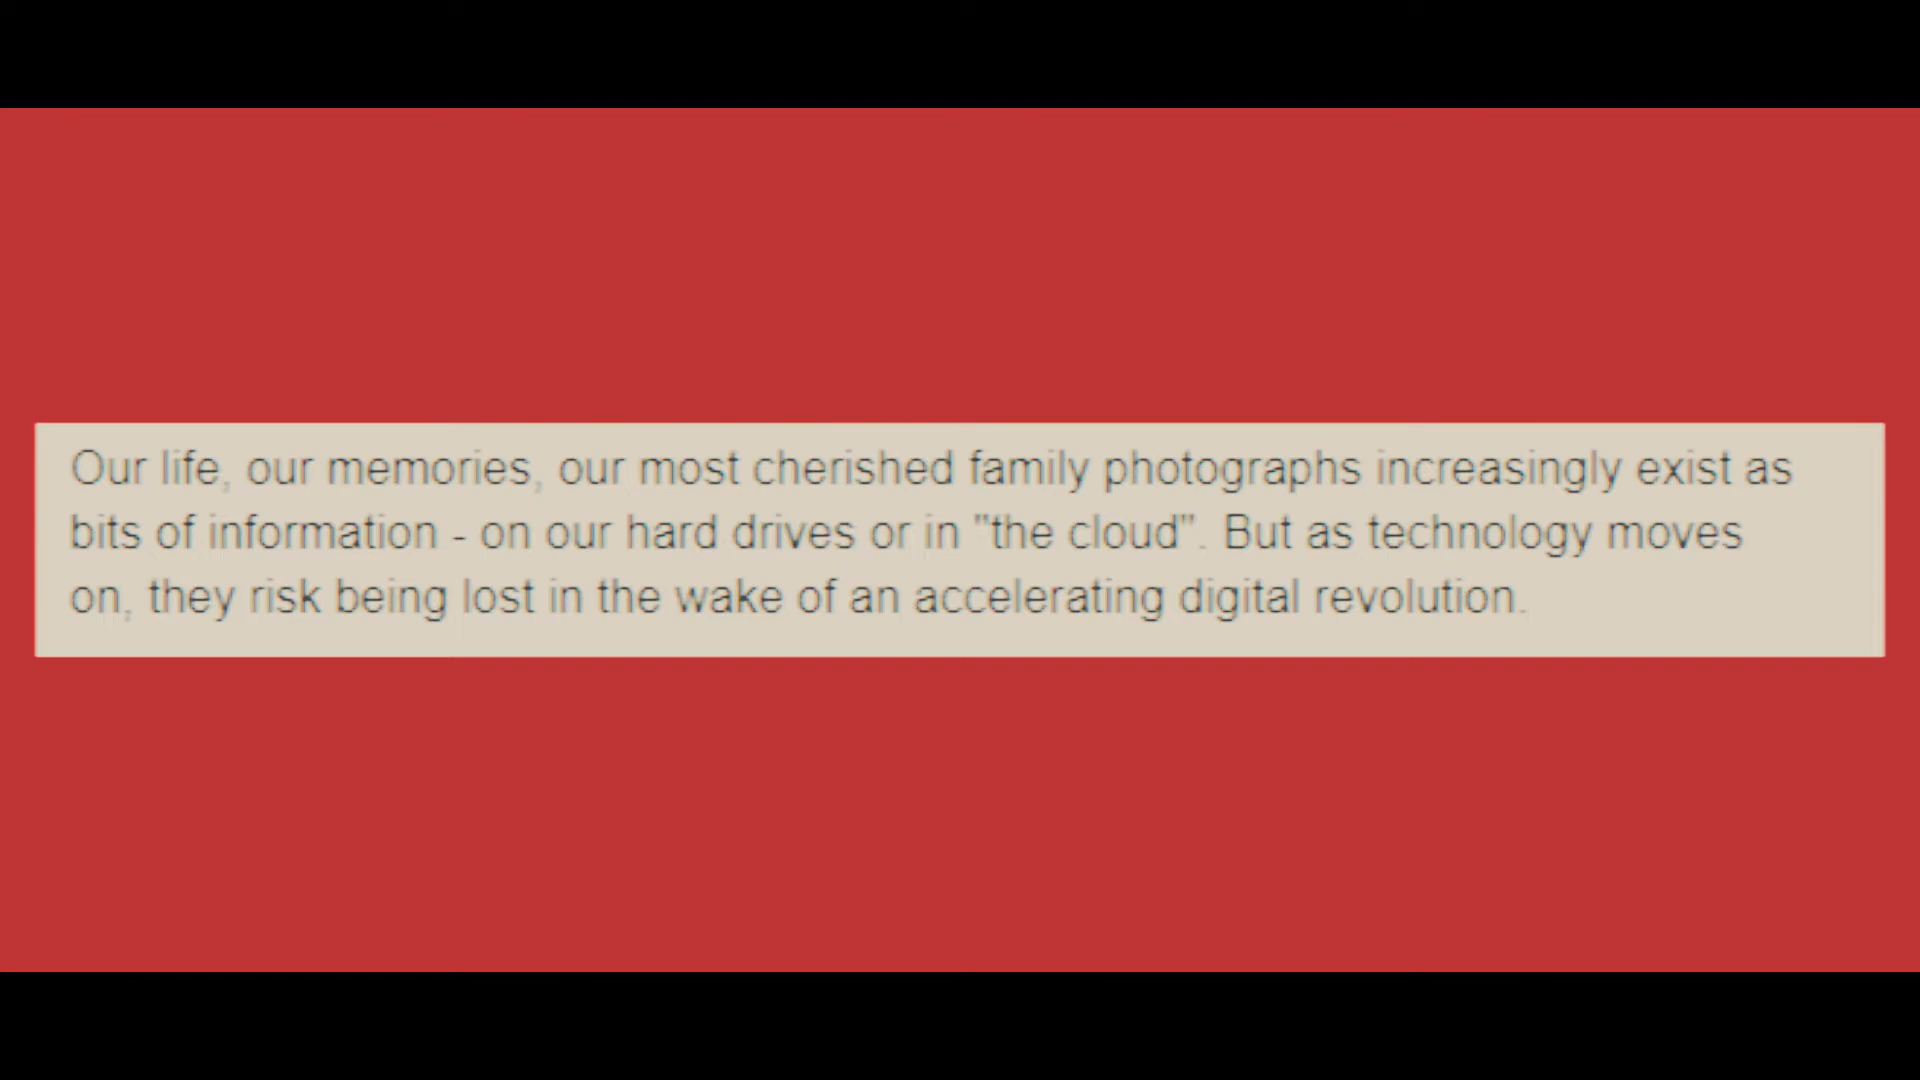 Our life, our memories, our most cherished family photographs increasingly exist as
bits of information - on our hard drives or in "the cloud". But as technology moves
on, they risk being lost in the wake of an accelerating digital revolution.